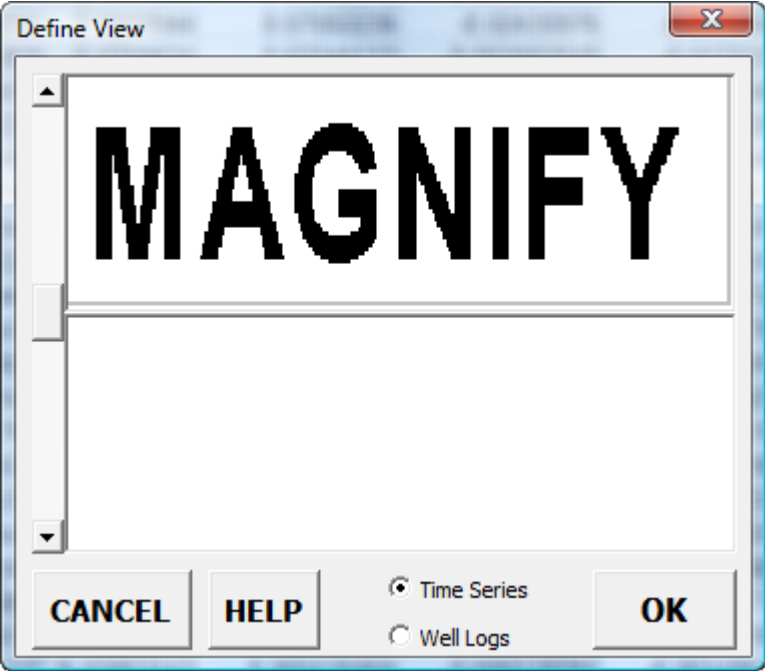 Define View
MAGNIFY
CANCEL
HELP
Time Series
Well Logs
OK